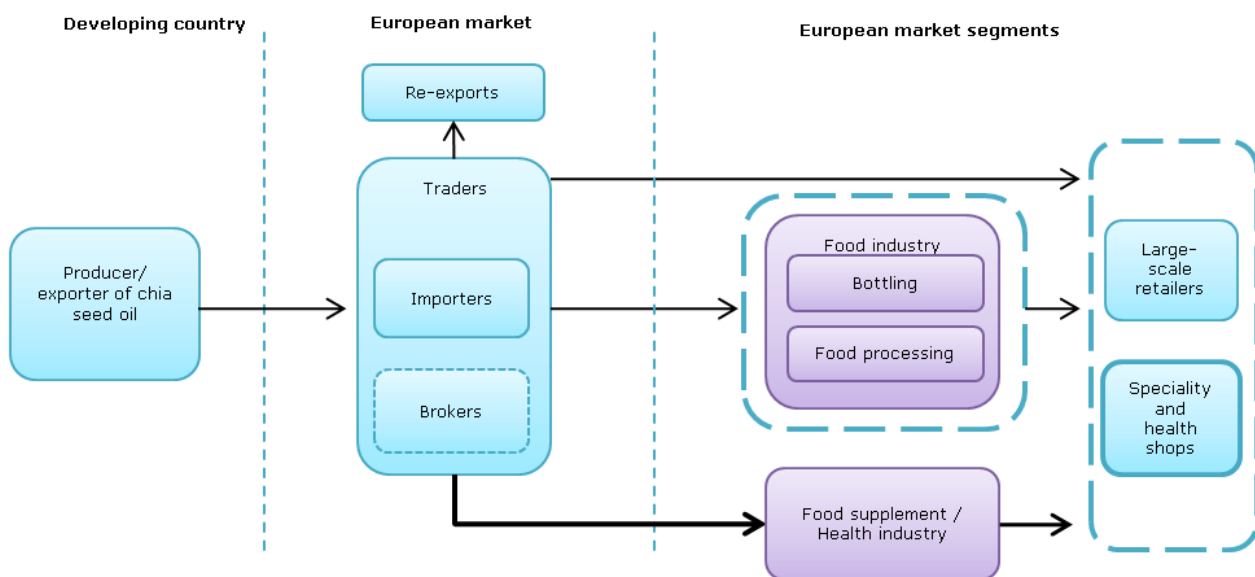 Developing country
European market
European market segments
Re-exports
Traders
Producer/
exporter of chia
seed oil
Importers
Brokers
Food industry
Bottling
Food processing
Food supplement /
Health industry
Large-
scale
retailers
Speciality
and
health
shops